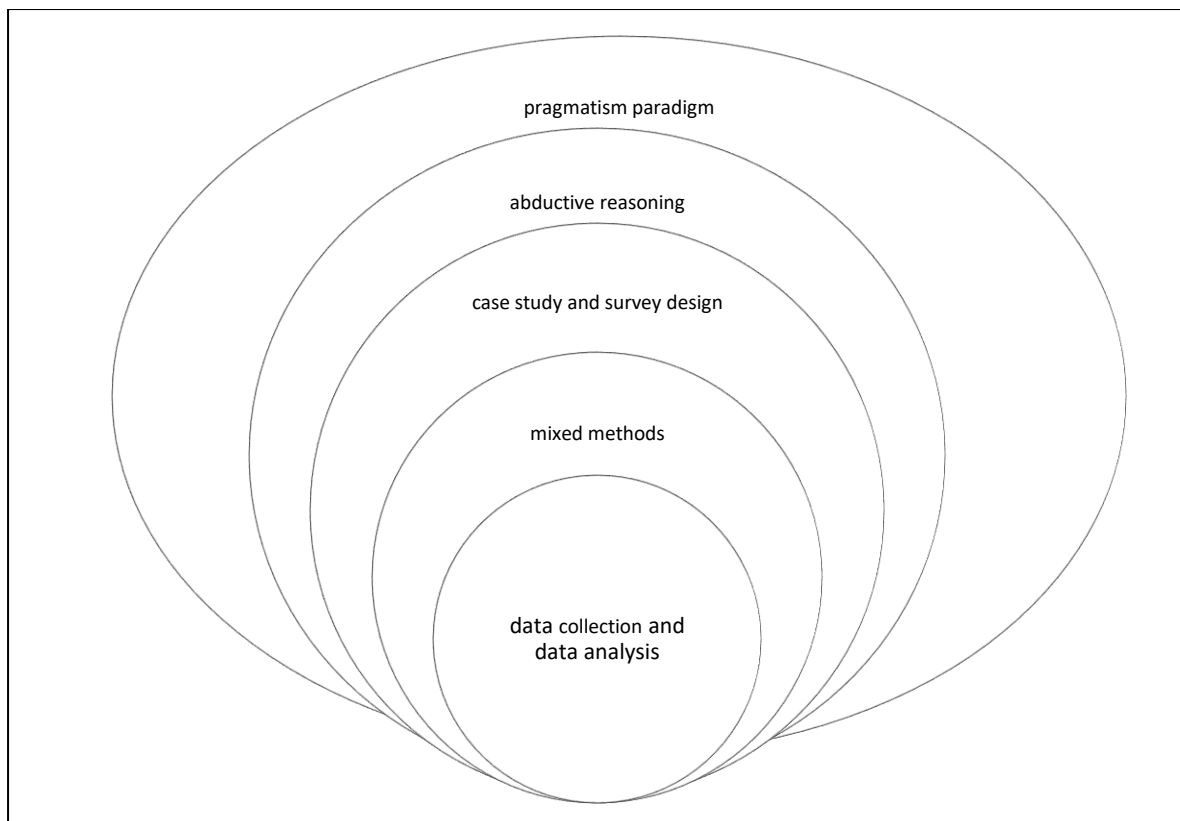 pragmatism paradigm
abductive reasoning
case study and survey design
mixed methods
data collection and
data analysis